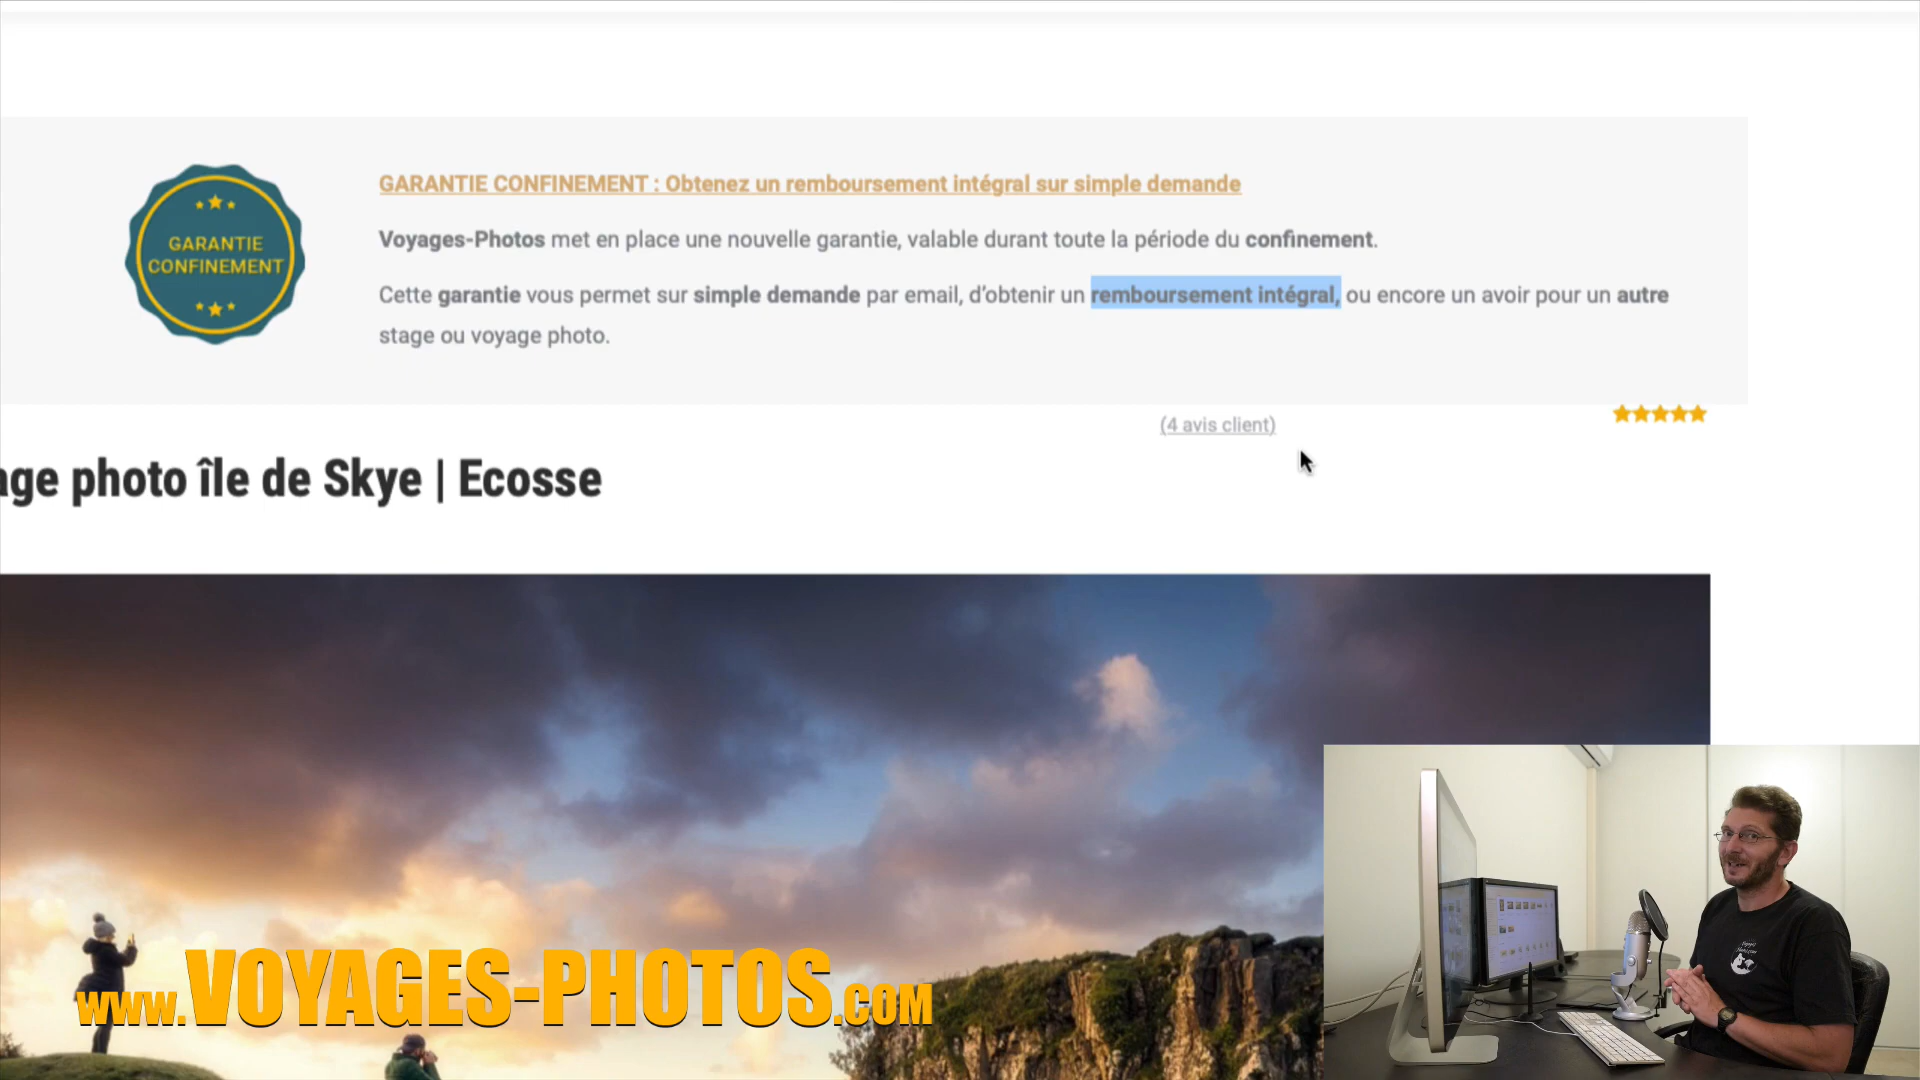 GARANTIE
CONFINEMENT
GARANTIE CONFINEMENT : Obtenez un remboursement intégral sur simple demande
Voyages-Photos met en place une nouvelle garantie, valable durant toute la période du confinement.
Cette garantie vous permet sur simple demande par email, d’obtenir un remboursement intégral, ou encore un avoir pour un autre
stage ou voyage photo.
(4 avis client)
age photo île de Skye | Ecosse
www.VOYAGES-PHOTOS.COM